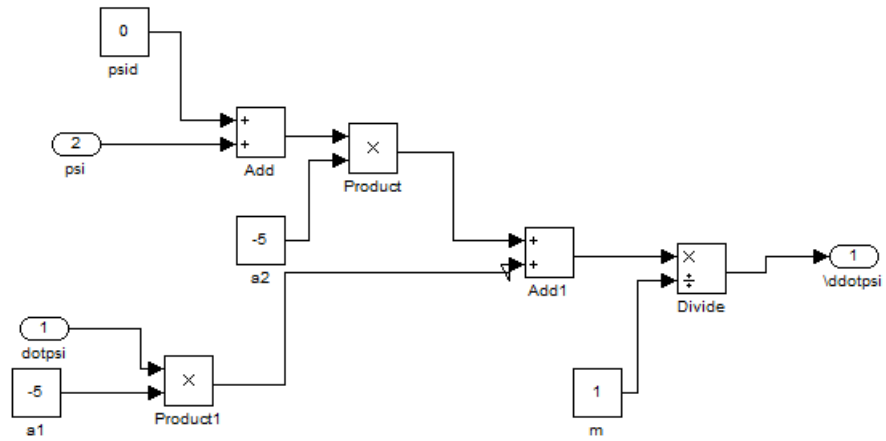 0
psid
+
+
Add
2
psi
×
Product
-5
a2
+
+
Add1
×
÷
Divide
1
\ddotpsi
1
dotpsi
-5
a1
×
Product1
1
m